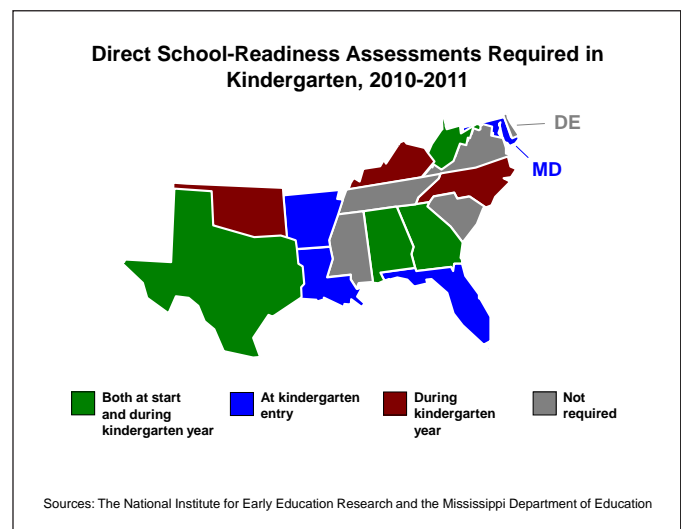 Direct School-Readiness Assessments Required in
Kindergarten, 2010-2011
DE
MD
Both at start
and during
kindergarten year
At kindergarten
entry
During
kindergarten
year
Not
required
Sources: The National Institute for Early Education Research and the Mississippi Department of Education